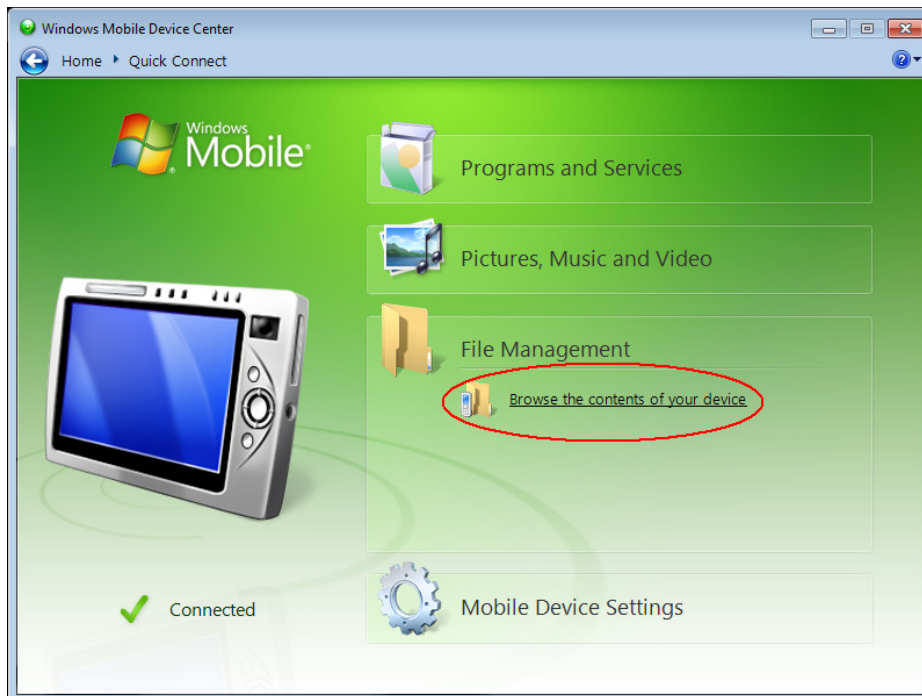 Windows Mobile Device Center
Home Quick Connect
Windows
Mobile®
Programs and Services
Pictures, Music and Video
File Management
Browse the contents of your device
Connected
Mobile Device Settings